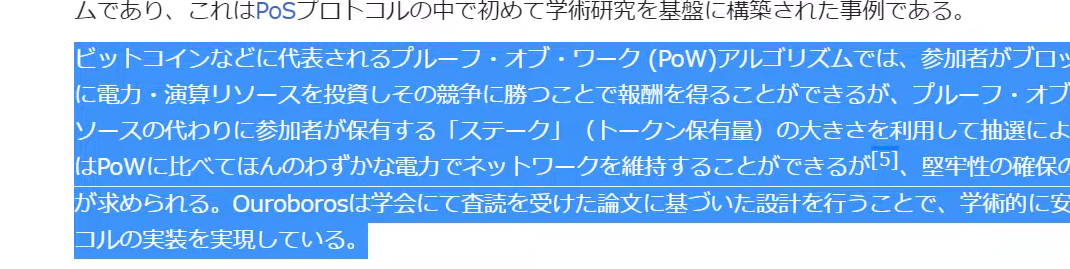 ムであり、これはPoSプロトコルの中で初めて学術研究を基盤に構築された事例である。
ビットコインなどに代表されるプルーフ・オブ・ワーク (PoW)アルゴリズムでは、参加者がブロッ
に電力・演算リソースを投資しその競争に勝つことで報酬を得ることができるが、プルーフ・オブ
ソースの代わりに参加者が保有する「ステーク」（トークン保有量）の大きさを利用して抽選によ
はPoWに比べてほんのわずかな電力でネットワークを維持することができるが[5]、堅牢性の確保の
が求められる。Ouroborosは学会にて査読を受けた論文に基づいた設計を行うことで、学術的に安
コルの実装を実現している。